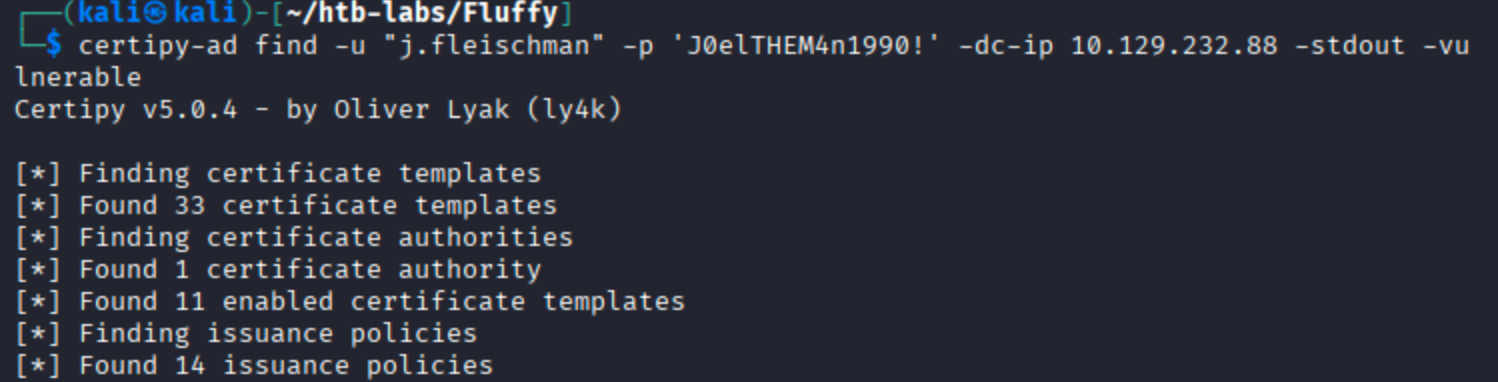 ┌──(kali㉿kali)-[~/htb-labs/Fluffy]
└─$ certipy-ad find -u "j.fleischman" -p 'J0elTHEM4n1990!' -dc-ip 10.129.232.88 -stdout -vu
lnerable
Certipy v5.0.4 - by Oliver Lyak (ly4k)
[*] Finding certificate templates
[*] Found 33 certificate templates
[*] Finding certificate authorities
[*] Found 1 certificate authority
[*] Found 11 enabled certificate templates
[*] Finding issuance policies
[*] Found 14 issuance policies